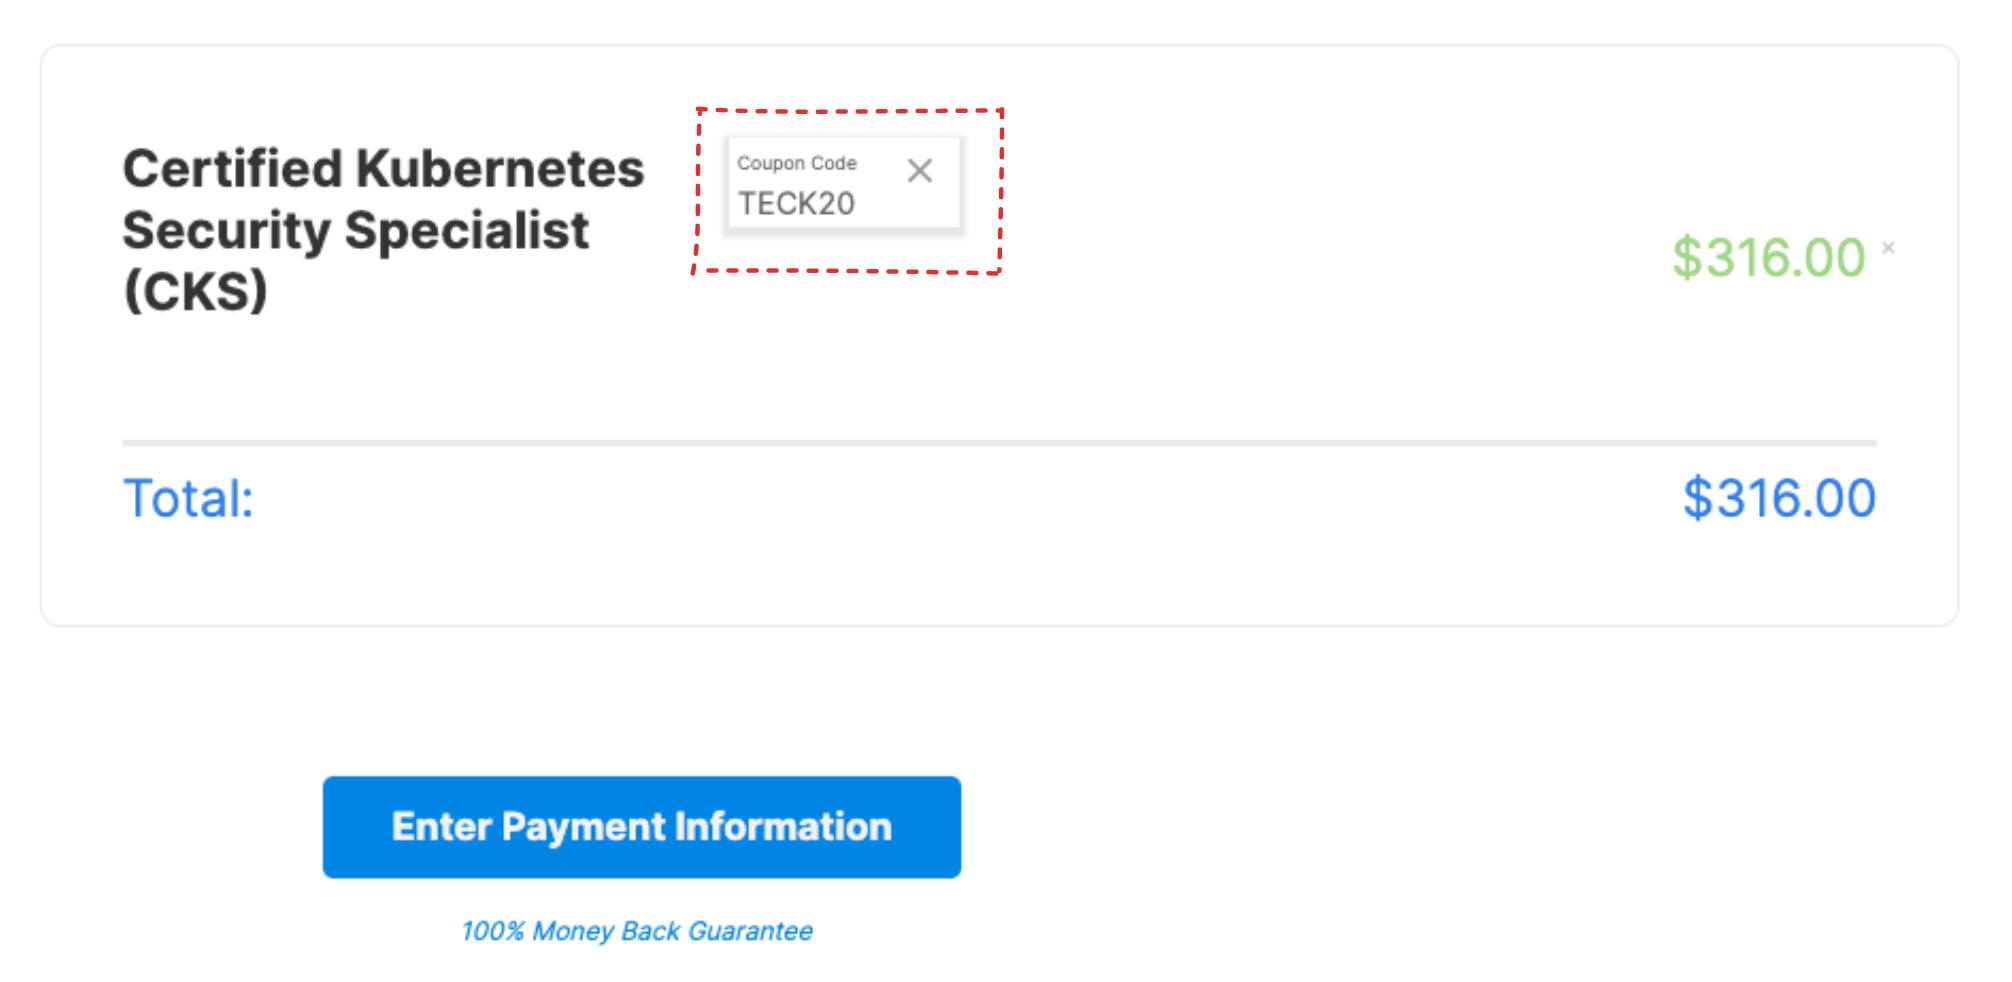 Certified Kubernetes
Security Specialist
(CKS)
Coupon Code
TECK20
$316.00
Total:
$316.00
Enter Payment Information
100% Money Back Guarantee